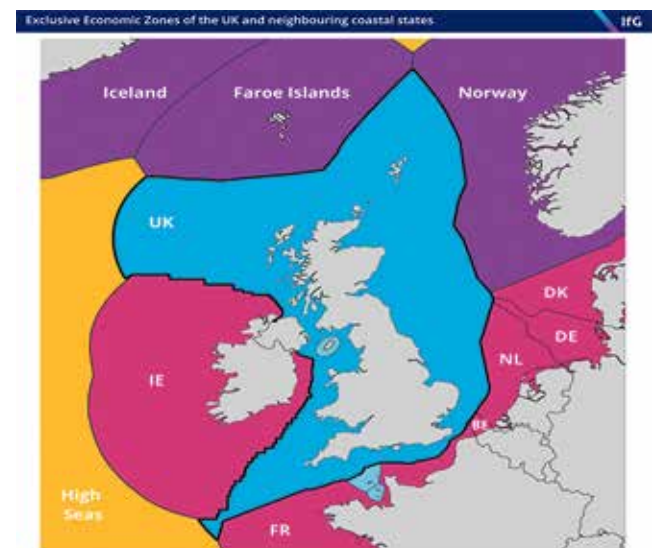 Exclusive Economic Zones of the UK and neighbouring coastal states
IfG
Iceland
Faroe Islands
Norway
UK
DK
DE
NL
IE
BE
High
Seas
FR